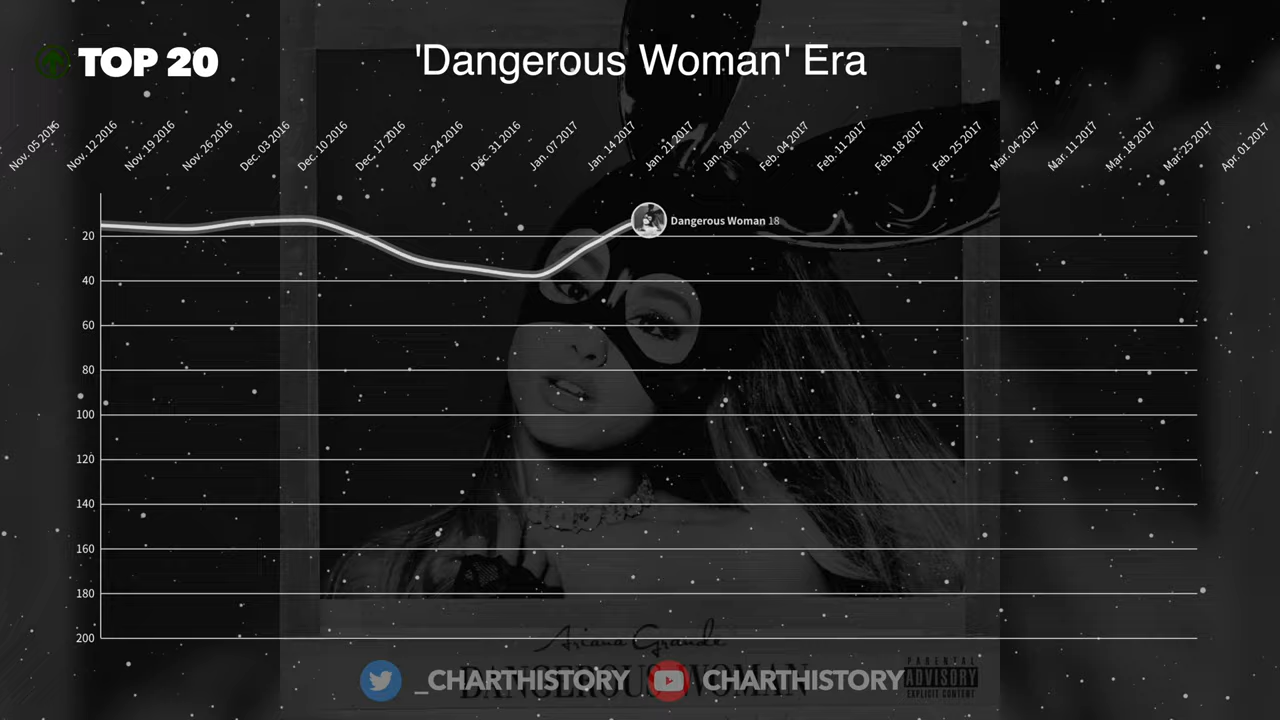 TOP 20
'Dangerous Woman' Era
Nov. 05 2016
Nov. 12 2016
Nov. 19 2016
Nov. 26 2016
Dec. 03 2016
Dec. 10 2016
Dec. 17 2016
Dec. 24 2016
Dec. 31 2016
Jan. 07 2017
Jan. 14 2017
Jan. 21 2017
Jan. 28 2017
Feb. 04 2017
Feb. 11 2017
Feb. 18 2017
Feb. 25 2017
Mar. 04 2017
Mar. 11 2017
Mar. 18 2017
Mar. 25 2017
Apr. 01 2017
Dangerous Woman 18
20
40
60
80
100
120
140
160
180
200
Ariana Grande
DANGEROUS WOMAN
_CHARTHISTORY
CHARTHISTORY
PARENTAL
ADVISORY
EXPLICIT CONTENT